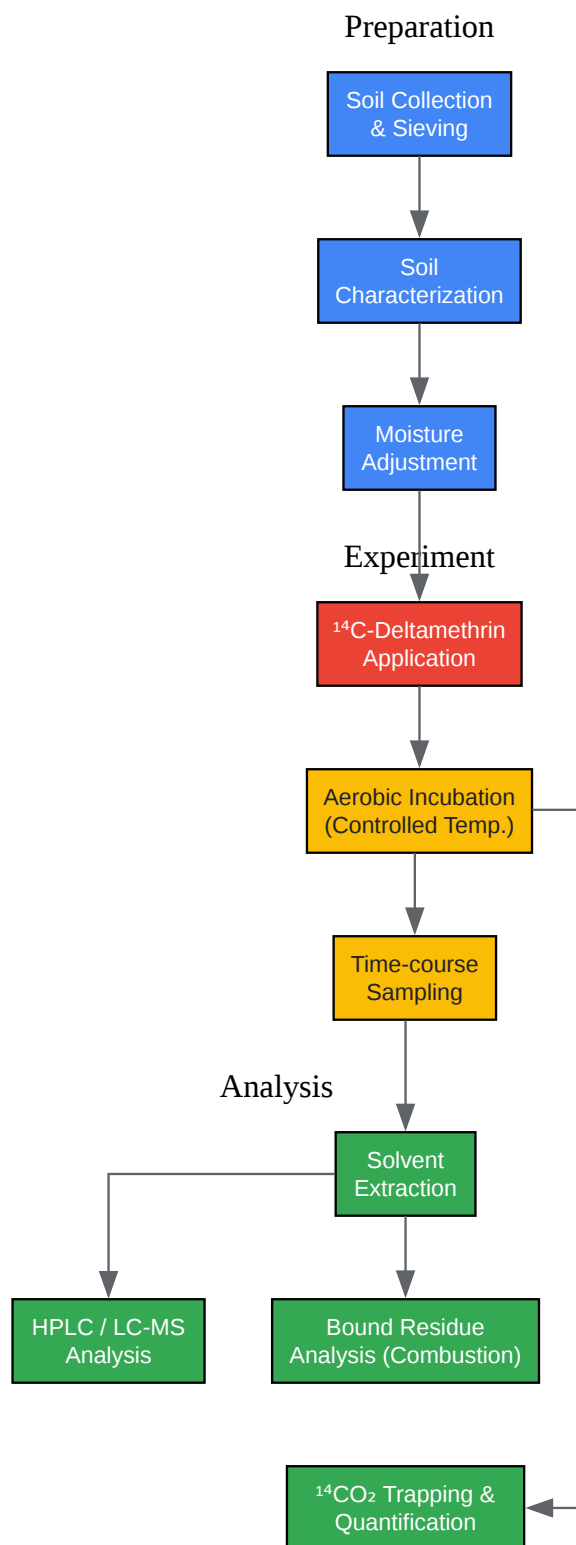 Preparation
Soil Collection
& Sieving
Soil
Characterization
Moisture
Adjustment
Experiment
¹⁴C-Deltamethrin
Application
Aerobic Incubation
(Controlled Temp.)
Time-course
Sampling
Analysis
Solvent
Extraction
HPLC / LC-MS
Analysis
Bound Residue
Analysis (Combustion)
¹⁴CO₂ Trapping &
Quantification